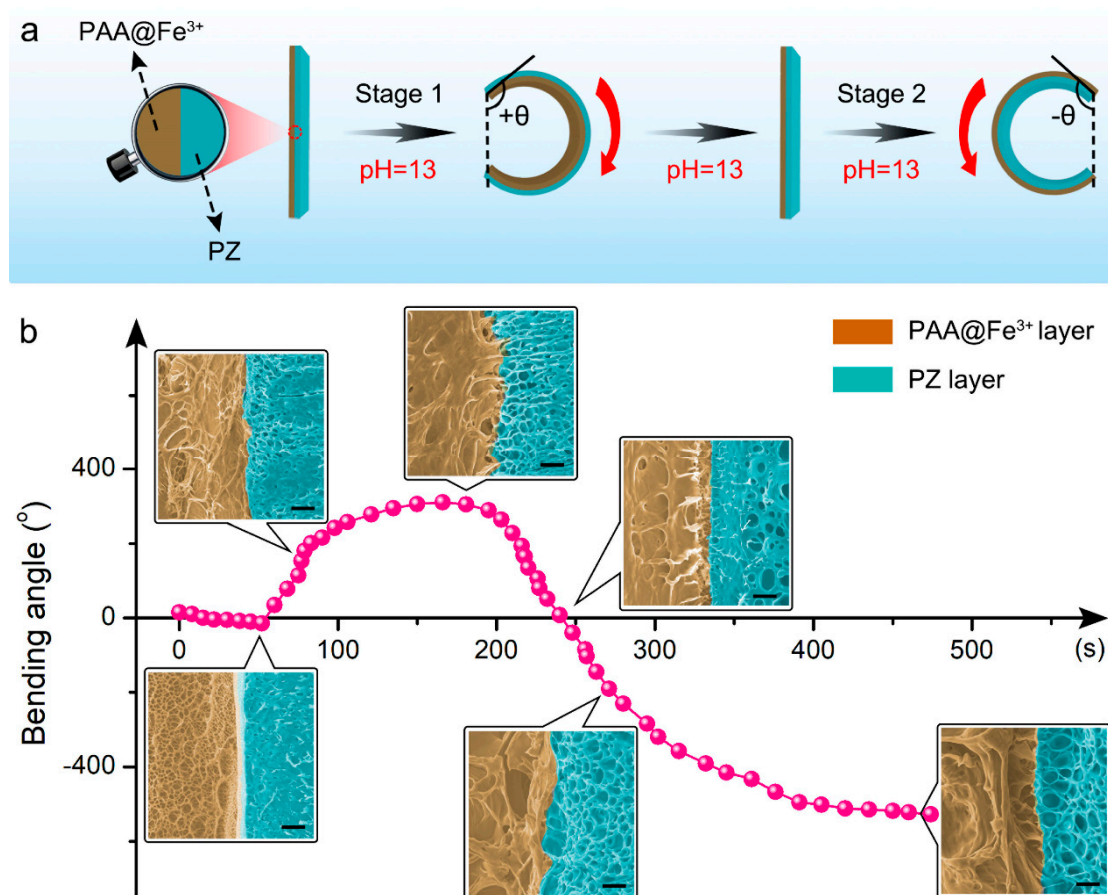 a
PAA@Fe³⁺
PZ
Stage 1
pH=13
+θ
pH=13
Stage 2
pH=13
-θ
b
PAA@Fe³⁺ layer
PZ layer
Bending angle (°)
400
0
-400
0
100
200
300
400
500
(s)